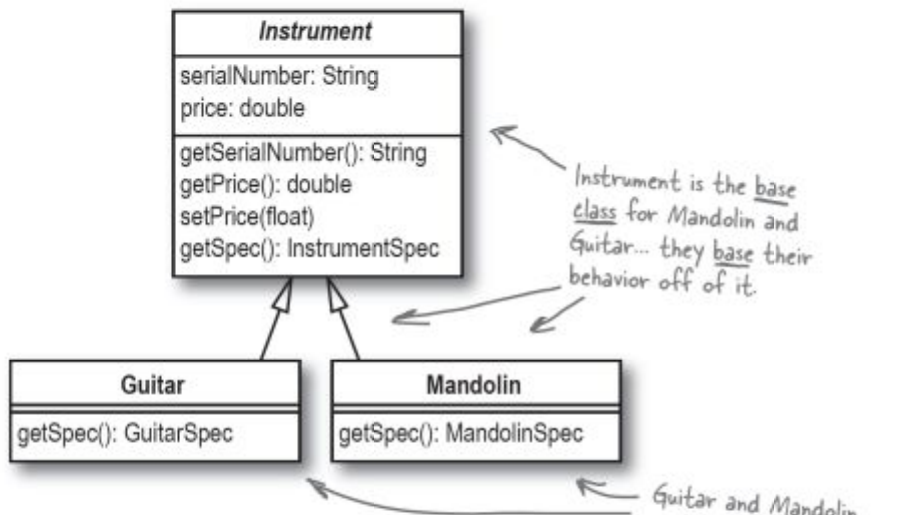 Instrument
serialNumber: String
price: double
getSerialNumber(): String
getPrice(): double
setPrice(float)
getSpec(): InstrumentSpec
Instrument is the base
class for Mandolin and
Guitar... they base their
behavior off of it.
Guitar
getSpec(): GuitarSpec
Mandolin
getSpec(): MandolinSpec
Guitar and Mandolin